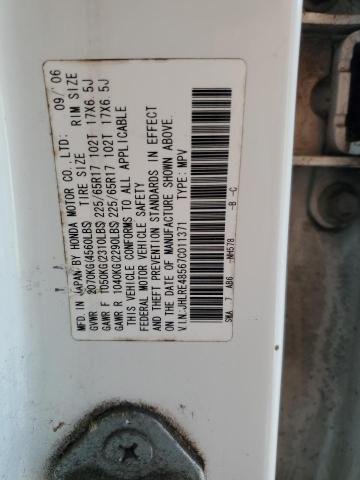 MFD. IN JAPAN BY HONDA MOTOR CO., LTD: 09/'06
GVWR 2070KG(4560LBS) TIRE SIZE RIM SIZE
GAWR F 1050KG(2310LBS) 225/65R17 102T 17X6.5J
GAWR R 1040KG(2290LBS) 225/65R17 102T 17X6.5J
THIS VEHICLE CONFORMS TO ALL APPLICABLE
FEDERAL MOTOR VEHICLE SAFETY
AND THEFT PREVENTION STANDARDS IN EFFECT
ON THE DATE OF MANUFACTURE SHOWN ABOVE.
V.I.N.:JHLRE48567C011371 TYPE: MPV
SWA 7 AB6 -NH578 -B -C